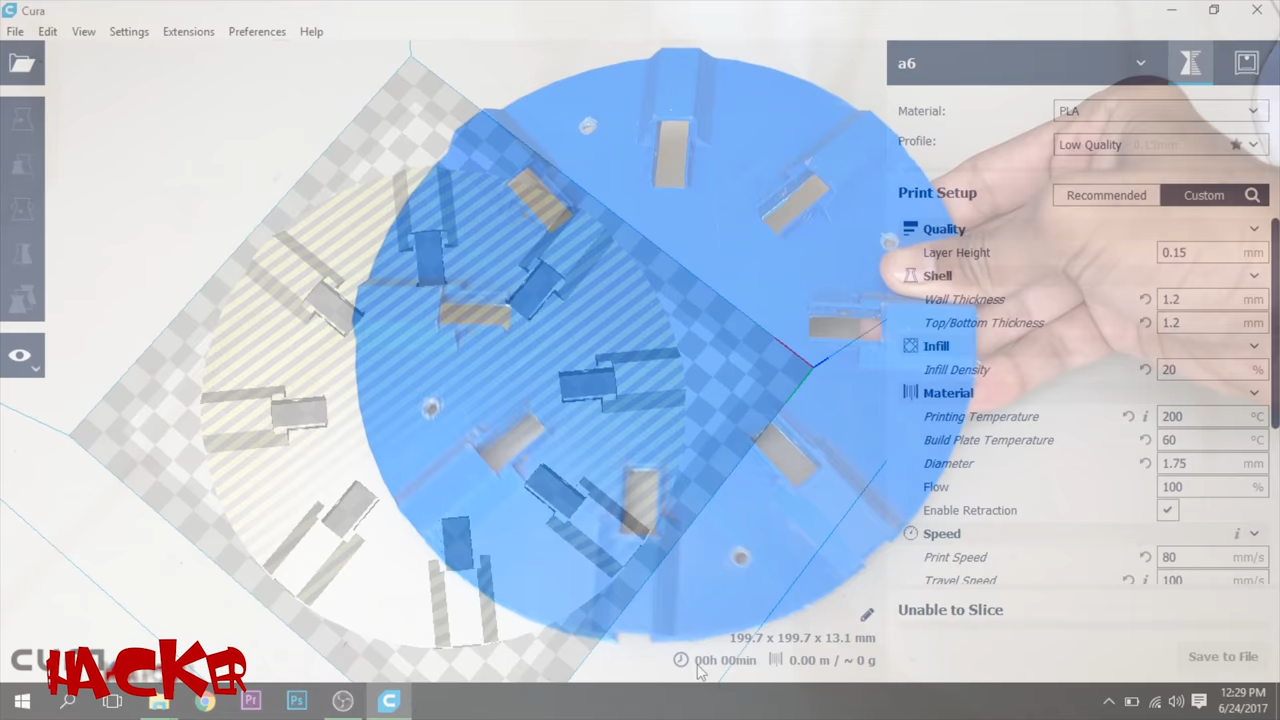 Cura
File Edit View Settings Extensions Preferences Help
a6
Material: PLA
Profile: Low Quality - 0.15mm
Print Setup Recommended Custom
Quality
Layer Height 0.15 mm
Shell
Wall Thickness 1.2 mm
Top/Bottom Thickness 1.2 mm
Infill
Infill Density 20 %
Material
Printing Temperature 200 °C
Build Plate Temperature 60 °C
Diameter 1.75 mm
Flow 100 %
Enable Retraction
Speed
Print Speed 80 mm/s
Travel Speed 100 mm/s
Unable to Slice
199.7 x 199.7 x 13.1 mm
00h 00min 0.00 m / ~ 0 g
Save to File
HACKER
Pr Ps
12:29 PM
6/24/2017